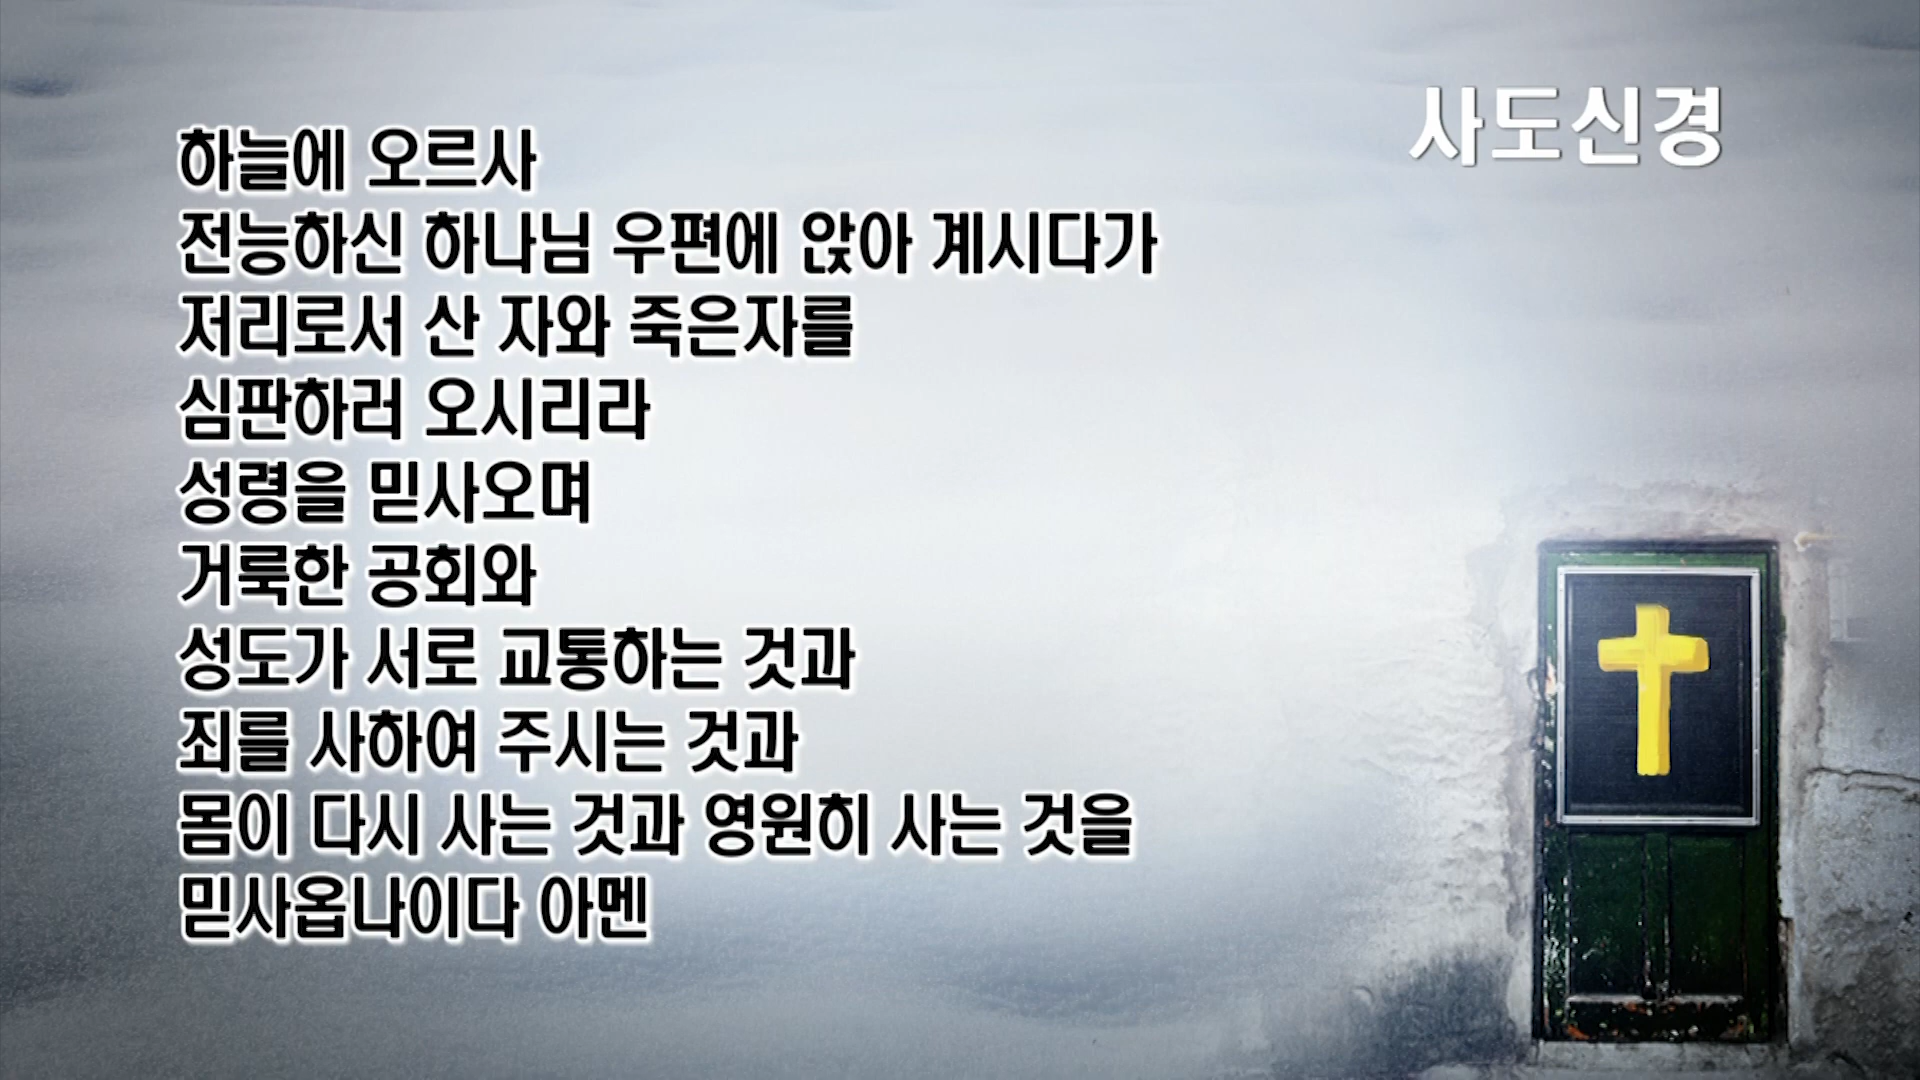 사도신경
하늘에 오르사
전능하신 하나님 우편에 앉아 계시다가
저리로서 산 자와 죽은자를
심판하러 오시리라
성령을 믿사오며
거룩한 공회와
성도가 서로 교통하는 것과
죄를 사하여 주시는 것과
몸이 다시 사는 것과 영원히 사는 것을
믿사옵나이다 아멘